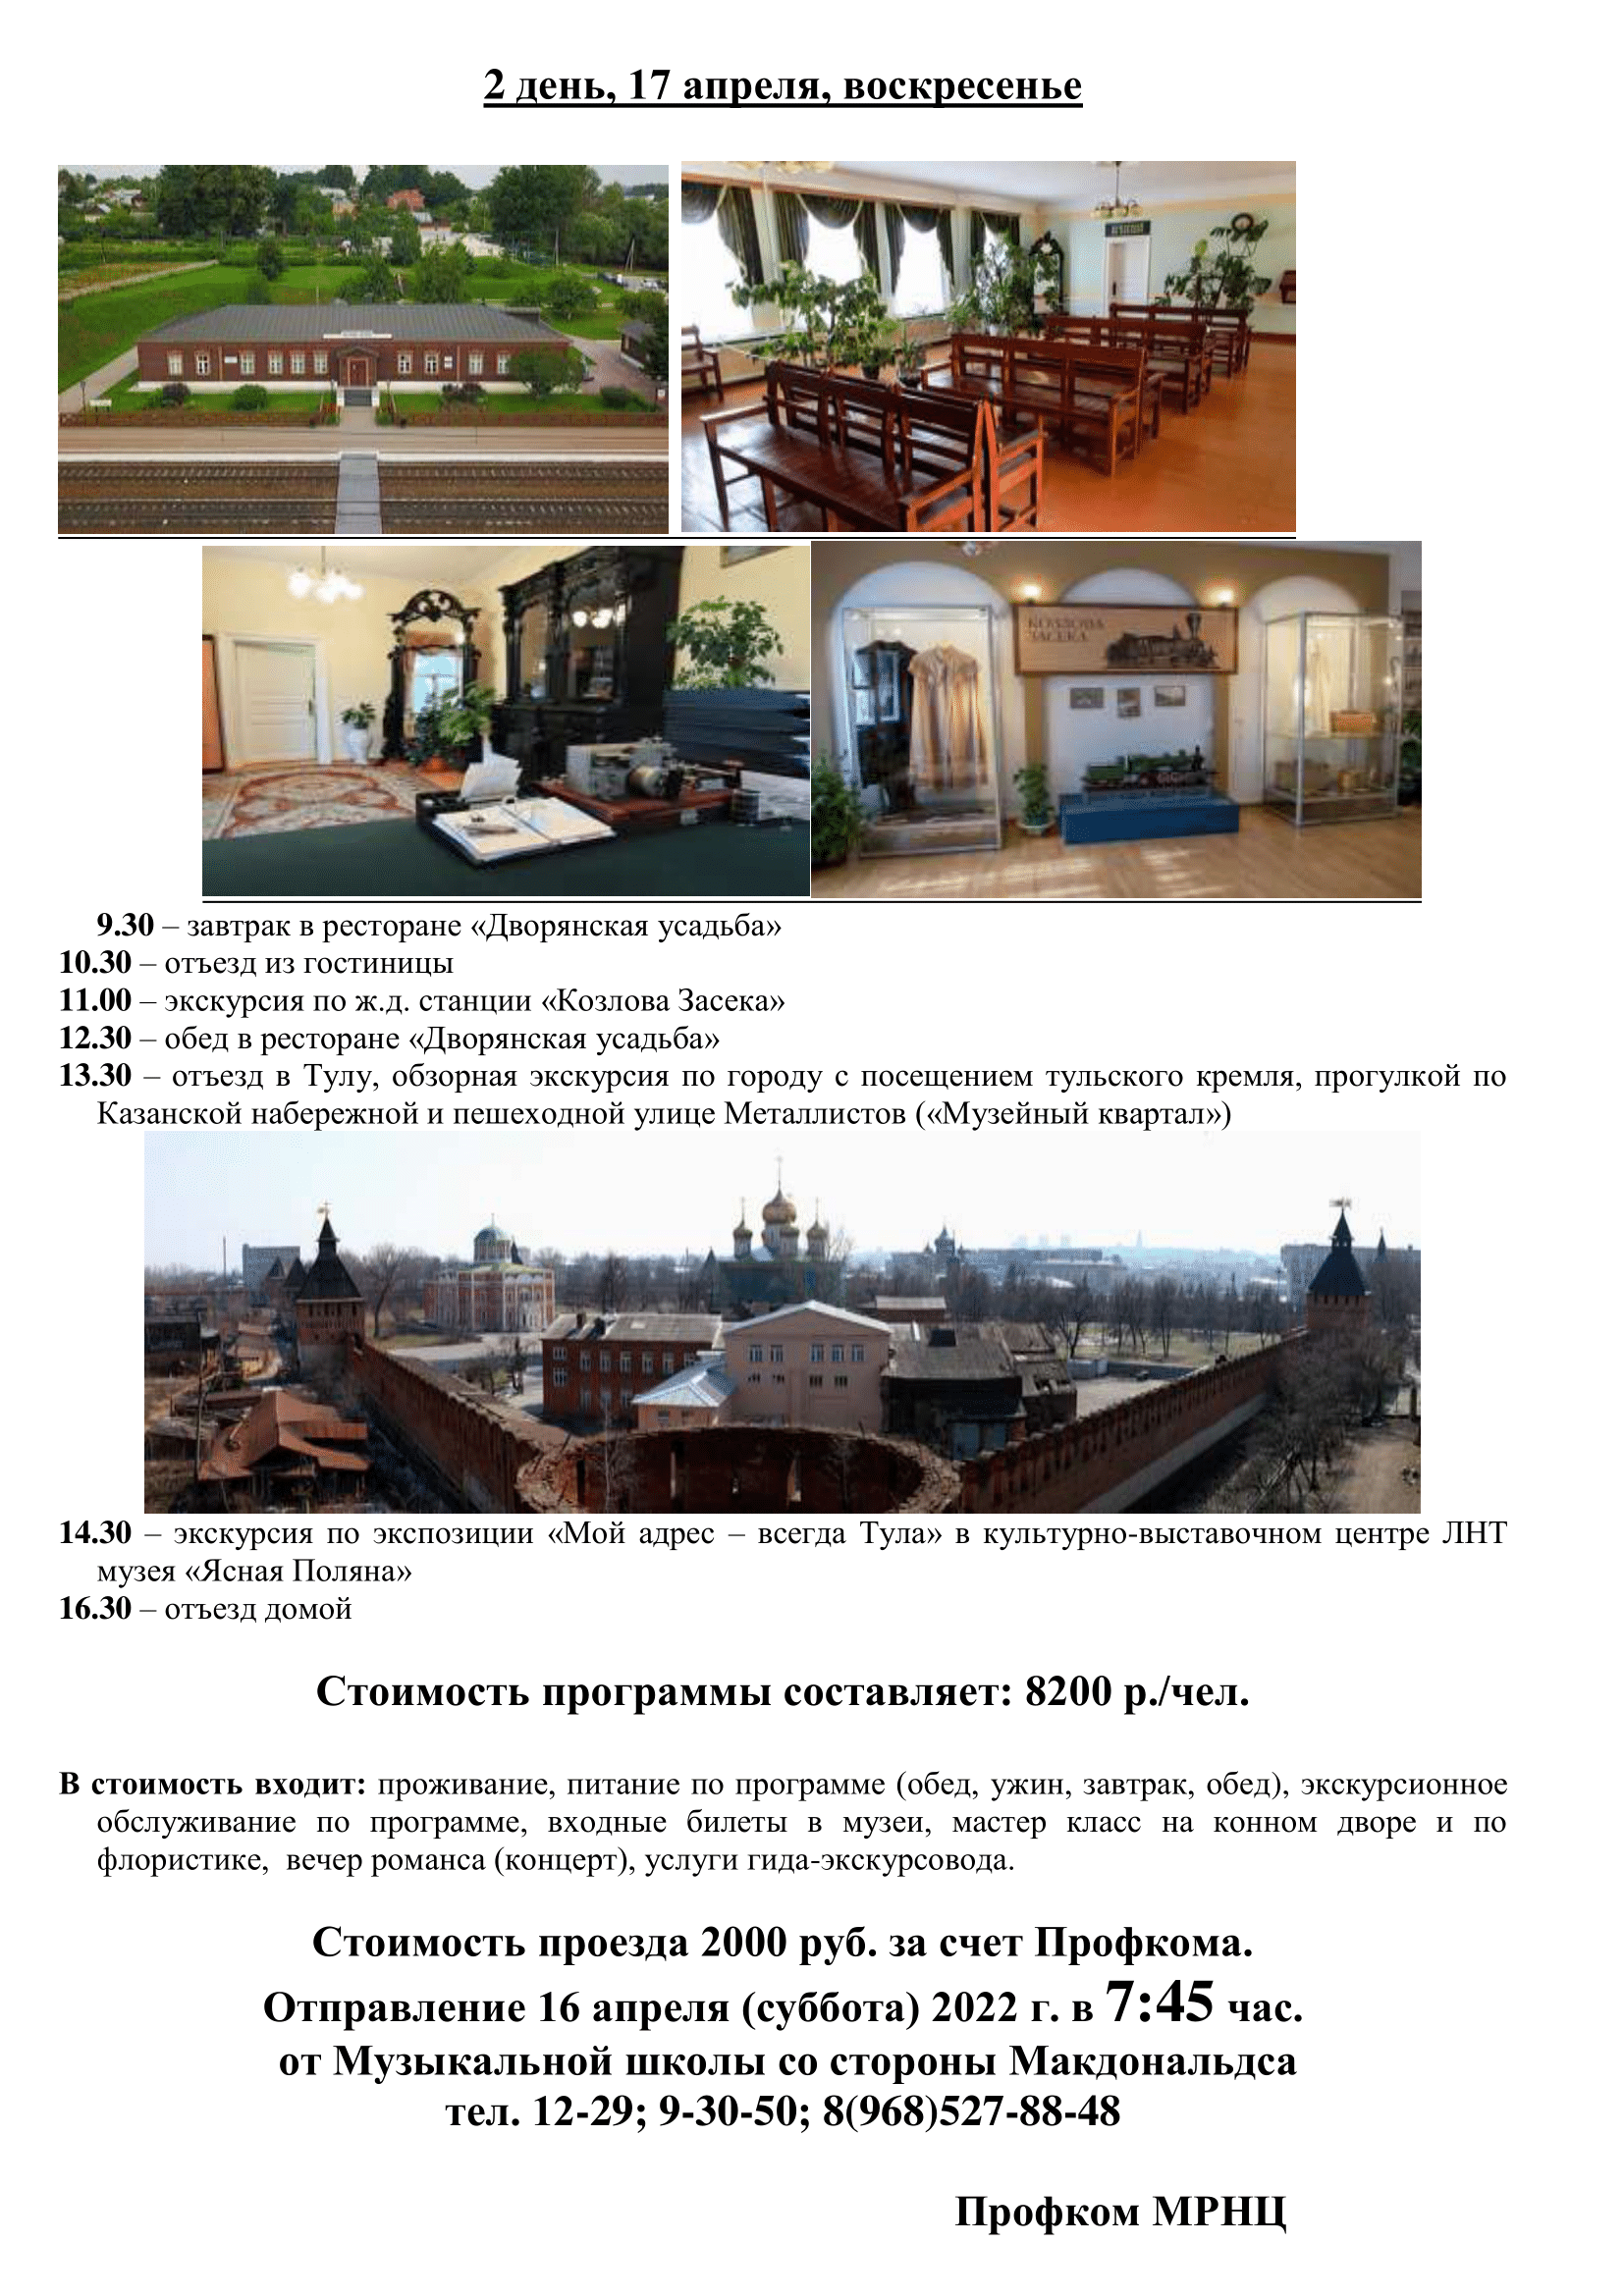 2 день, 17 апреля, воскресенье
КОЗЛОВА
ЗАСЕКА
9.30 – завтрак в ресторане «Дворянская усадьба»
10.30 – отъезд из гостиницы
11.00 – экскурсия по ж.д. станции «Козлова Засека»
12.30 – обед в ресторане «Дворянская усадьба»
13.30 – отъезд в Тулу, обзорная экскурсия по городу с посещением тульского кремля, прогулкой по
Казанской набережной и пешеходной улице Металлистов («Музейный квартал»)
14.30 – экскурсия по экспозиции «Мой адрес – всегда Тула» в культурно-выставочном центре ЛНТ
музея «Ясная Поляна»
16.30 – отъезд домой
Стоимость программы составляет: 8200 р./чел.
В стоимость входит: проживание, питание по программе (обед, ужин, завтрак, обед), экскурсионное
обслуживание по программе, входные билеты в музеи, мастер класс на конном дворе и по
флористике, вечер романса (концерт), услуги гида-экскурсовода.
Стоимость проезда 2000 руб. за счет Профкома.
Отправление 16 апреля (суббота) 2022 г. в 7:45 час.
от Музыкальной школы со стороны Макдональдса
тел. 12-29; 9-30-50; 8(968)527-88-48
Профком МРНЦ